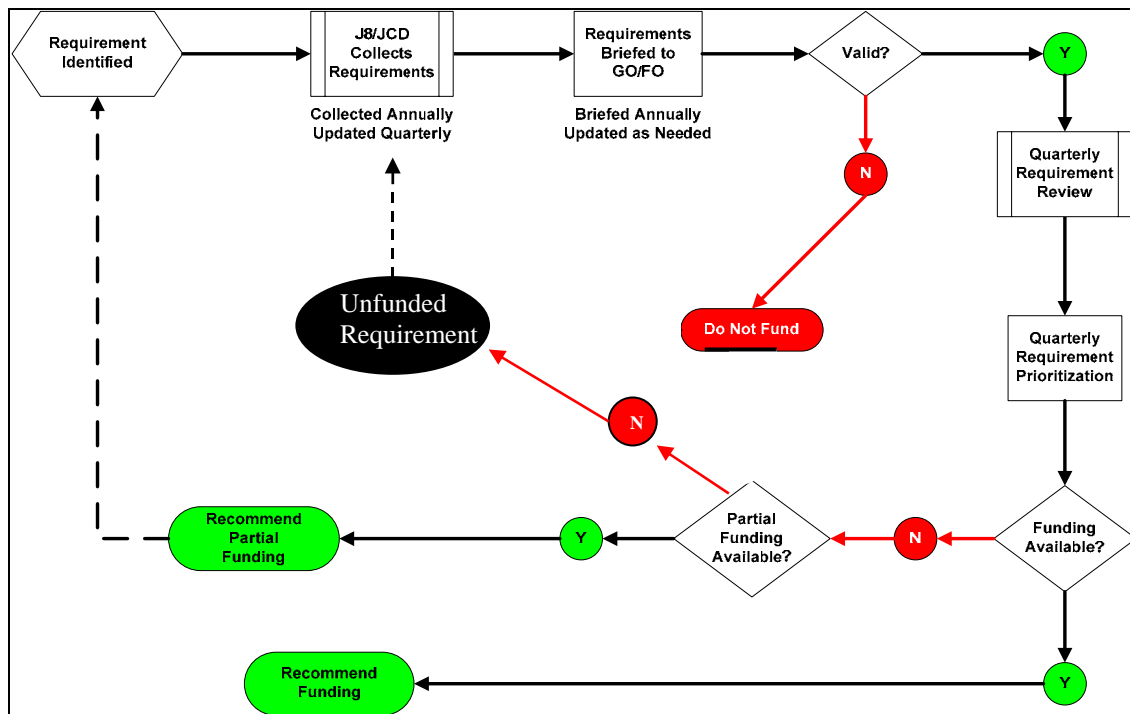 Requirement
Identified
J8/JCD
Collects
Requirements
Collected Annually
Updated Quarterly
Requirements
Briefed to
GO/FO
Briefed Annually
Updated as Needed
Valid?
Y
N
Quarterly
Requirement
Review
Unfunded
Requirement
Do Not Fund
Quarterly
Requirement
Prioritization
N
Recommend
Partial
Funding
Y
Partial
Funding
Available?
N
Funding
Available?
Recommend
Funding
Y